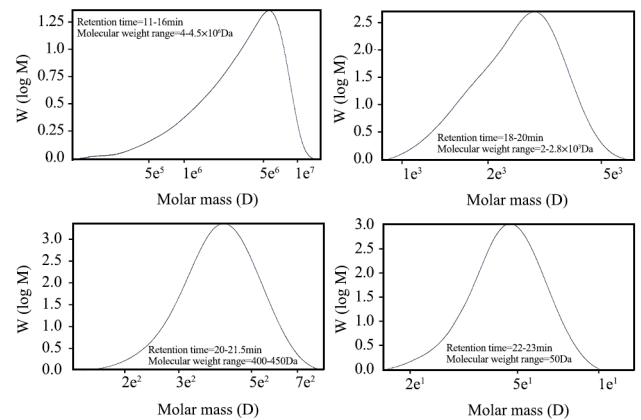 1.25
1.00
0.75
0.50
0.25
0.0
W (log M)
Retention time=11-16min
Molecular weight range=4-4.5×10⁶Da
5e⁵ 1e⁶ 5e⁶ 1e⁷
Molar mass (D)
2.5
2.0
1.5
1.0
0.5
0.0
W (log M)
Retention time=18-20min
Molecular weight range=2-2.8×10³Da
1e³ 2e³ 5e³
Molar mass (D)
3.0
2.5
2.0
1.5
1.0
0.5
0.0
W (log M)
Retention time=20-21.5min
Molecular weight range=400-450Da
2e² 3e² 5e² 7e²
Molar mass (D)
3.0
2.5
2.0
1.5
1.0
0.5
0.0
W (log M)
Retention time=22-23min
Molecular weight range=50Da
2e¹ 5e¹ 1e¹
Molar mass (D)